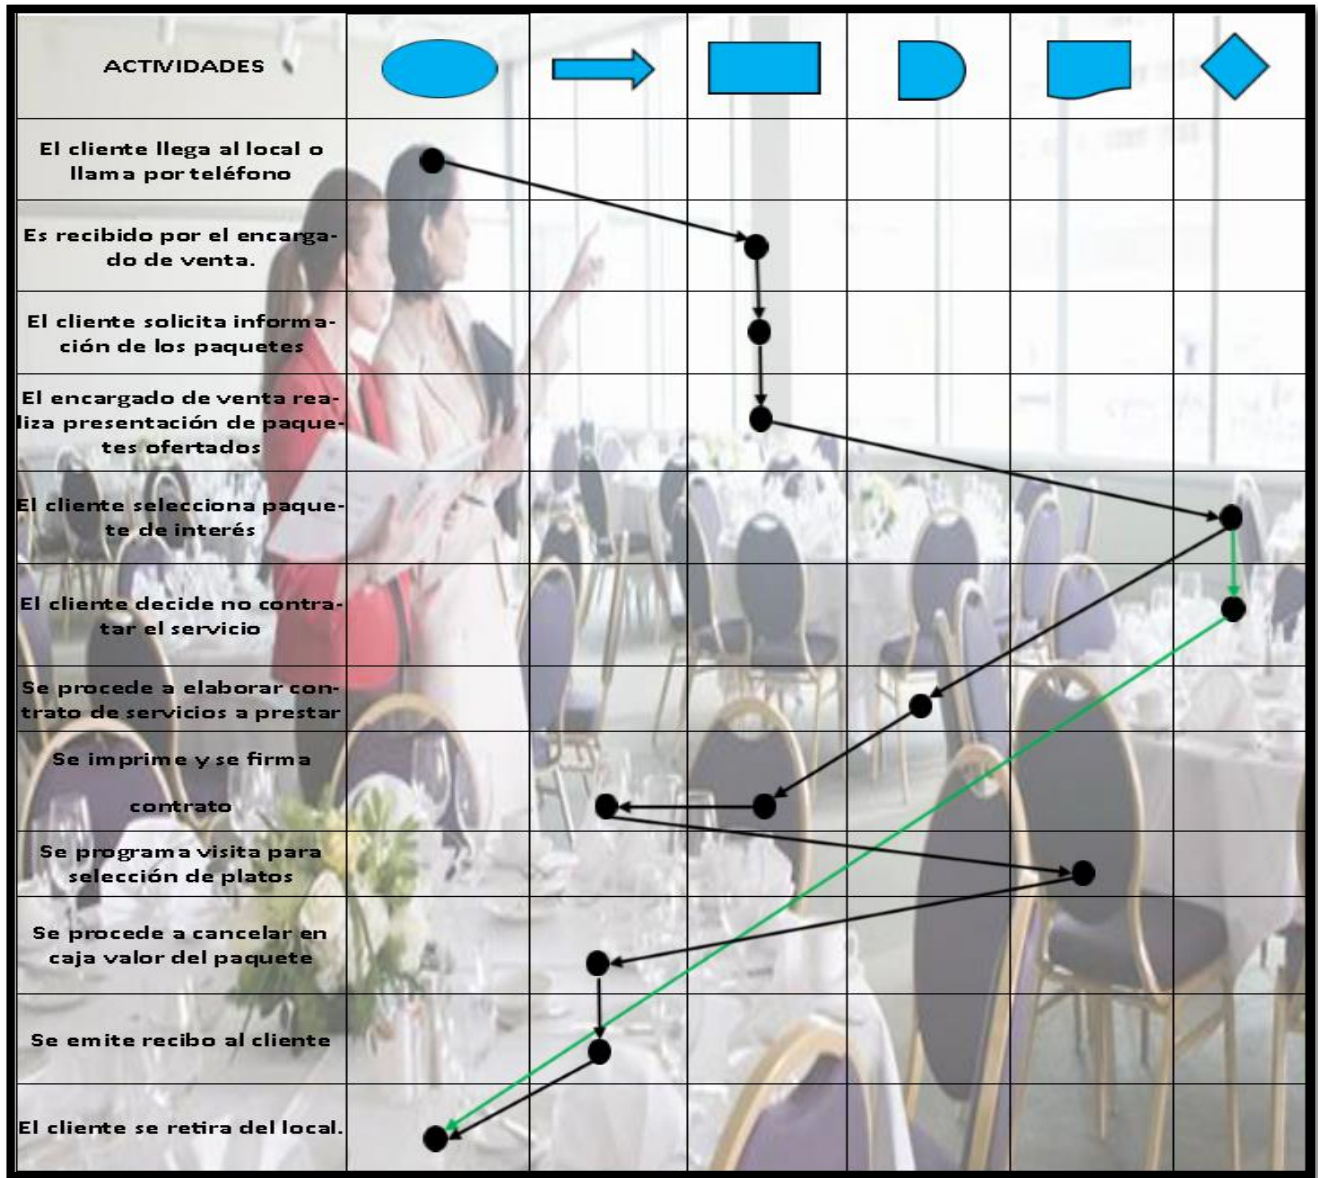 ACTIVIDADES
El cliente llega al local o
llama por teléfono
Es recibido por el encarga-
do de venta.
El cliente solicita informa-
ción de los paquetes
El encargado de venta rea-
liza presentación de paque-
tes ofertados
El cliente selecciona paque-
te de interés
El cliente decide no contra-
tar el servicio
Se procede a elaborar con-
trato de servicios a prestar
Se imprime y se firma
contrato
Se programa visita para
selección de platos
Se procede a cancelar en
caja valor del paquete
Se emite recibo al cliente
El cliente se retira del local.